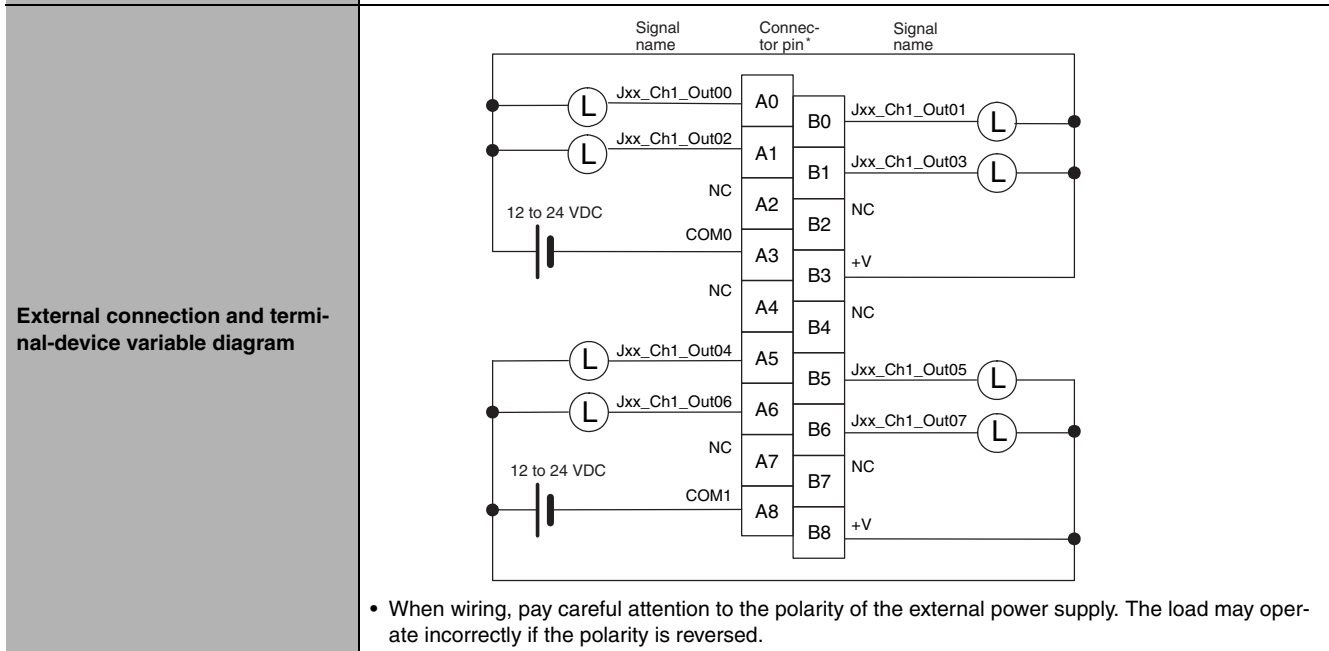 Signal
name
Connec-
tor pin*
Signal
name
Jxx_Ch1_Out00
A0
L
B0
Jxx_Ch1_Out01
L
Jxx_Ch1_Out02
A1
L
B1
Jxx_Ch1_Out03
L
NC
A2
B2
NC
12 to 24 VDC
COM0
A3
B3
+V
NC
A4
B4
NC
External connection and termi-
nal-device variable diagram
L
Jxx_Ch1_Out04
A5
B5
Jxx_Ch1_Out05
L
L
Jxx_Ch1_Out06
A6
B6
Jxx_Ch1_Out07
L
NC
A7
B7
NC
12 to 24 VDC
COM1
A8
B8
+V
• When wiring, pay careful attention to the polarity of the external power supply. The load may oper-
ate incorrectly if the polarity is reversed.